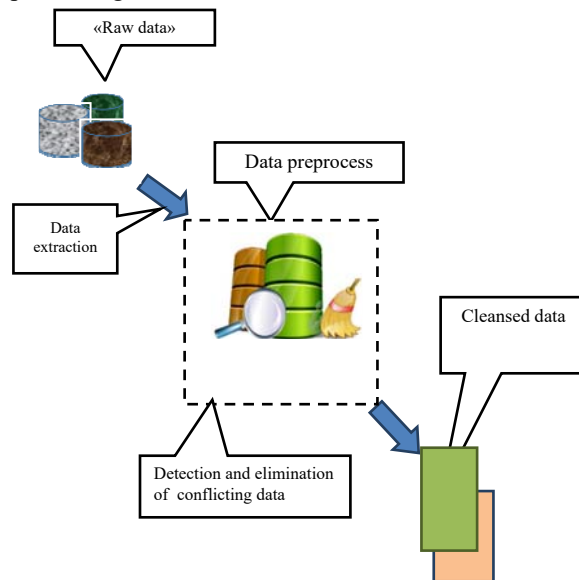 «Raw data»
Data preprocess
Data
extraction
Cleansed data
Detection and elimination
of conflicting data